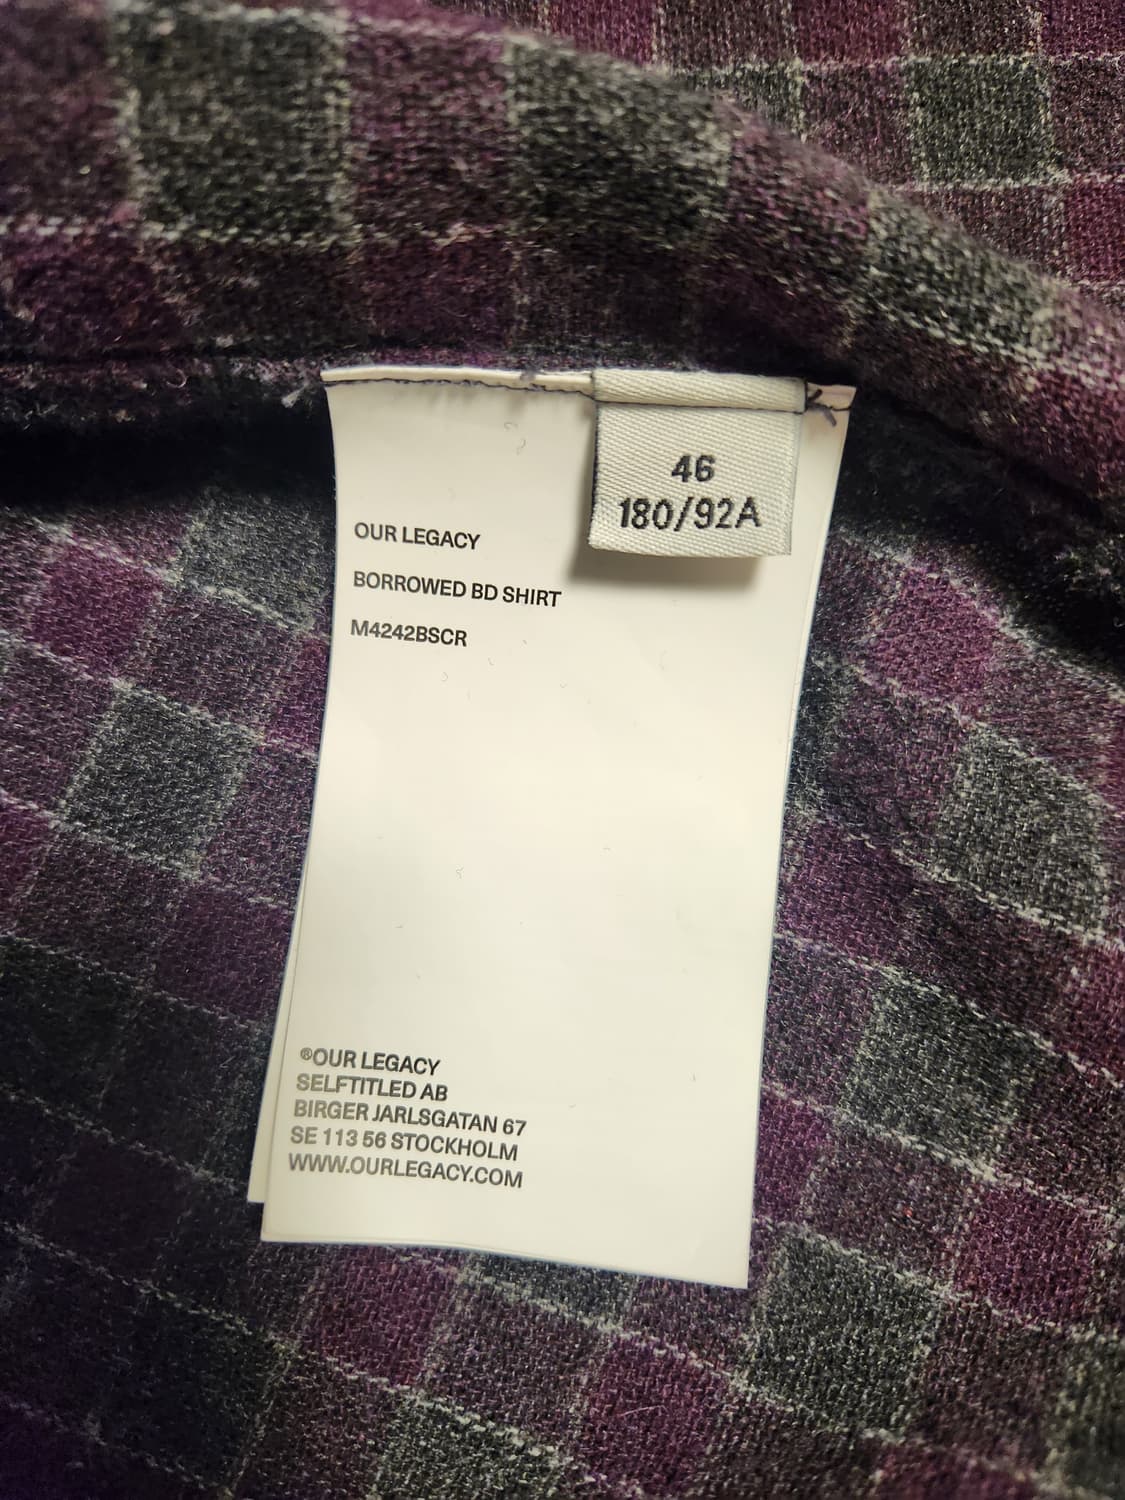 46
180/92A
OUR LEGACY
BORROWED BD SHIRT
M4242BSCR
®OUR LEGACY
SELFTITLED AB
BIRGER JARLSGATAN 67
SE 113 56 STOCKHOLM
WWW.OURLEGACY.COM